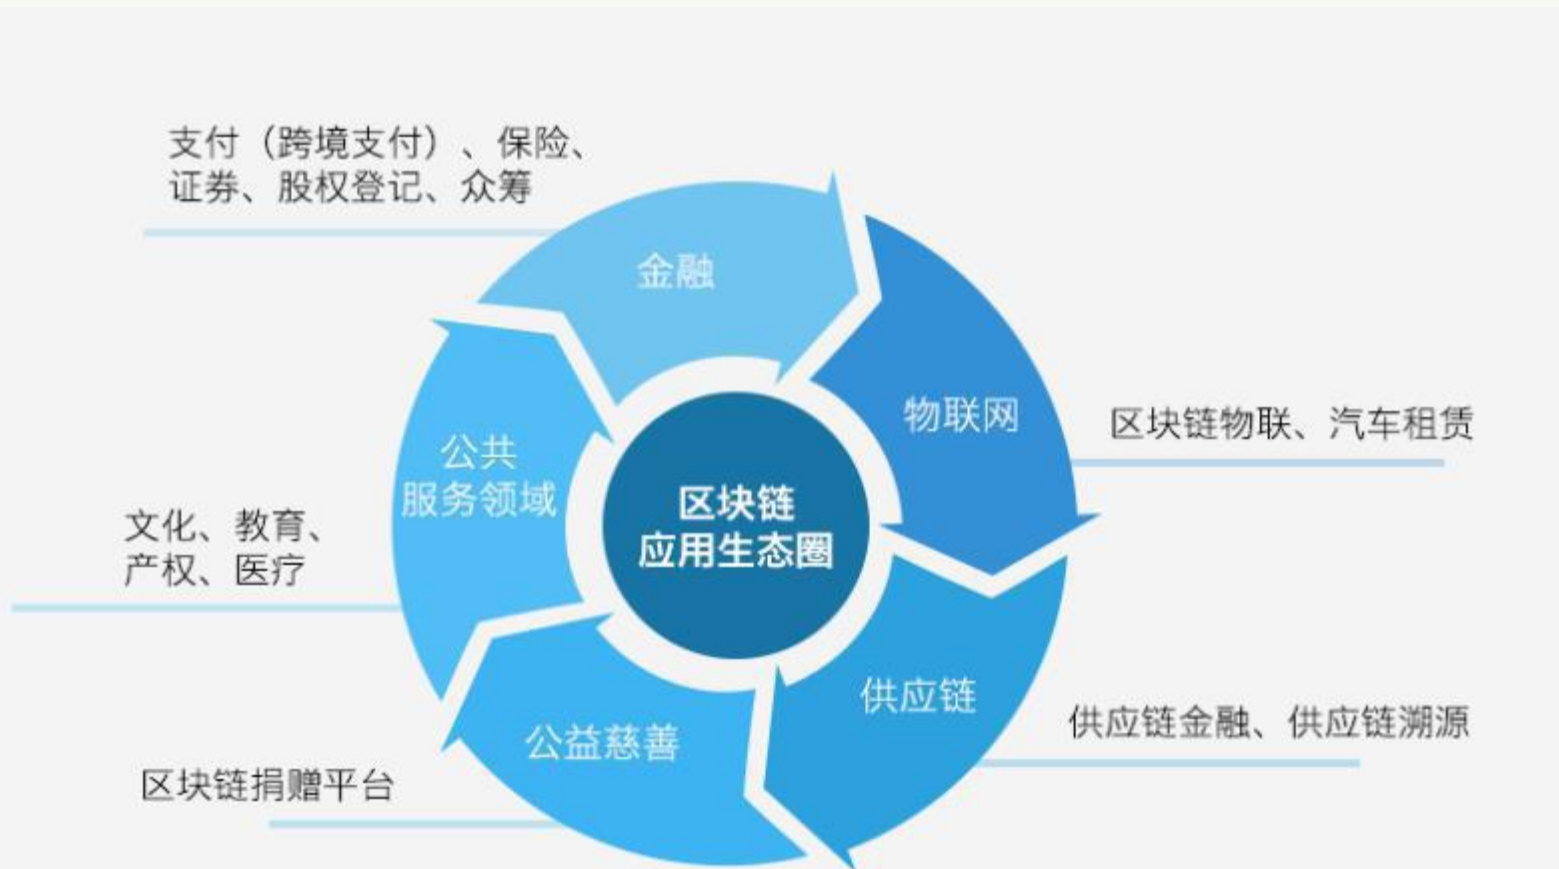 支付（跨境支付）、保险、
证券、股权登记、众筹
金融
物联网
区块链物联、汽车租赁
公共
服务领域
区块链
应用生态圈
文化、教育、
产权、医疗
供应链
供应链金融、供应链溯源
公益慈善
区块链捐赠平台